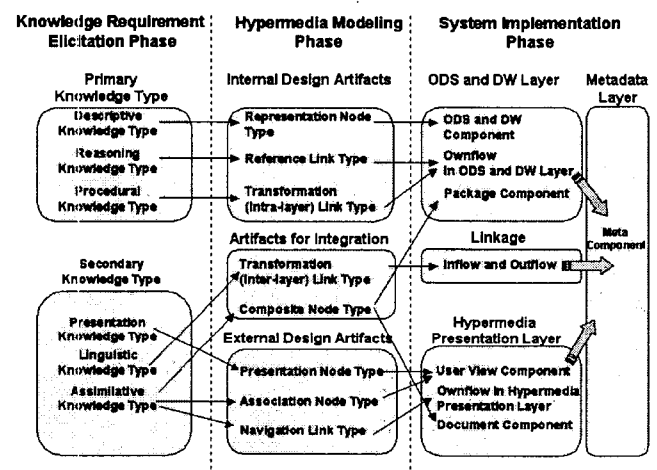 Knowledge Requirement
Elicitation Phase
Hypermedia Modeling
Phase
System Implementation
Phase
Primary
Knowledge Type
Descriptive
Knowledge Type
Reasoning
Knowledge Type
Procedural
Knowledge Type
Secondary
Knowledge Type
Presentation
Knowledge Type
Linguistic
Knowledge Type
Assimilative
Knowledge Type
Internal Design Artifacts
Representation Node
Type
Reference Link Type
Transformation
(Intra-layer) Link Type
Artifacts for Integration
Transformation
(Inter-layer) Link Type
Composite Node Type
External Design Artifacts
Presentation Node Type
Association Node Type
Navigation Link Type
ODS and DW Layer
ODS and DW
Component
Ownflow
In ODS and DW Layer
Package Component
Linkage
Inflow and Outflow
Hypermedia
Presentation Layer
User View Component
Ownflow In Hypermedia
Presentation Layer
Document Component
Metadata
Layer
Meta
Component